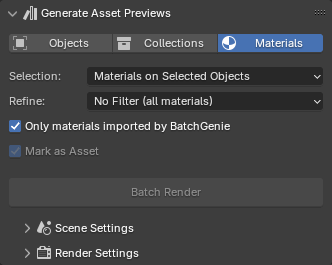 Generate Asset Previews
Objects Collections Materials
Selection: Materials on Selected Objects
Refine: No Filter (all materials)
Only materials imported by BatchGenie
Mark as Asset
Batch Render
Scene Settings
Render Settings